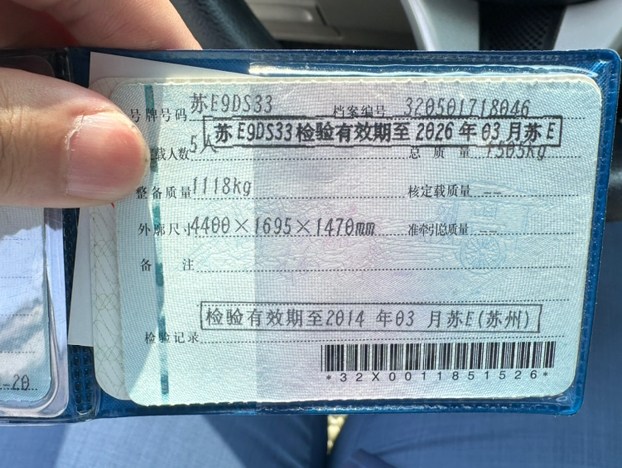 号牌号码 苏E9DS33 档案编号 320501718046
苏E9DS33检验有效期至2026年03月苏E
载人数 5人 总质量 1505kg
整备质量 1118kg 核定载质量 --
外廓尺寸 4400×1695×1470mm 准牵引总质量 --
备注
检验有效期至2014年03月苏E(苏州)
检验记录
*32X0011851526*
-20